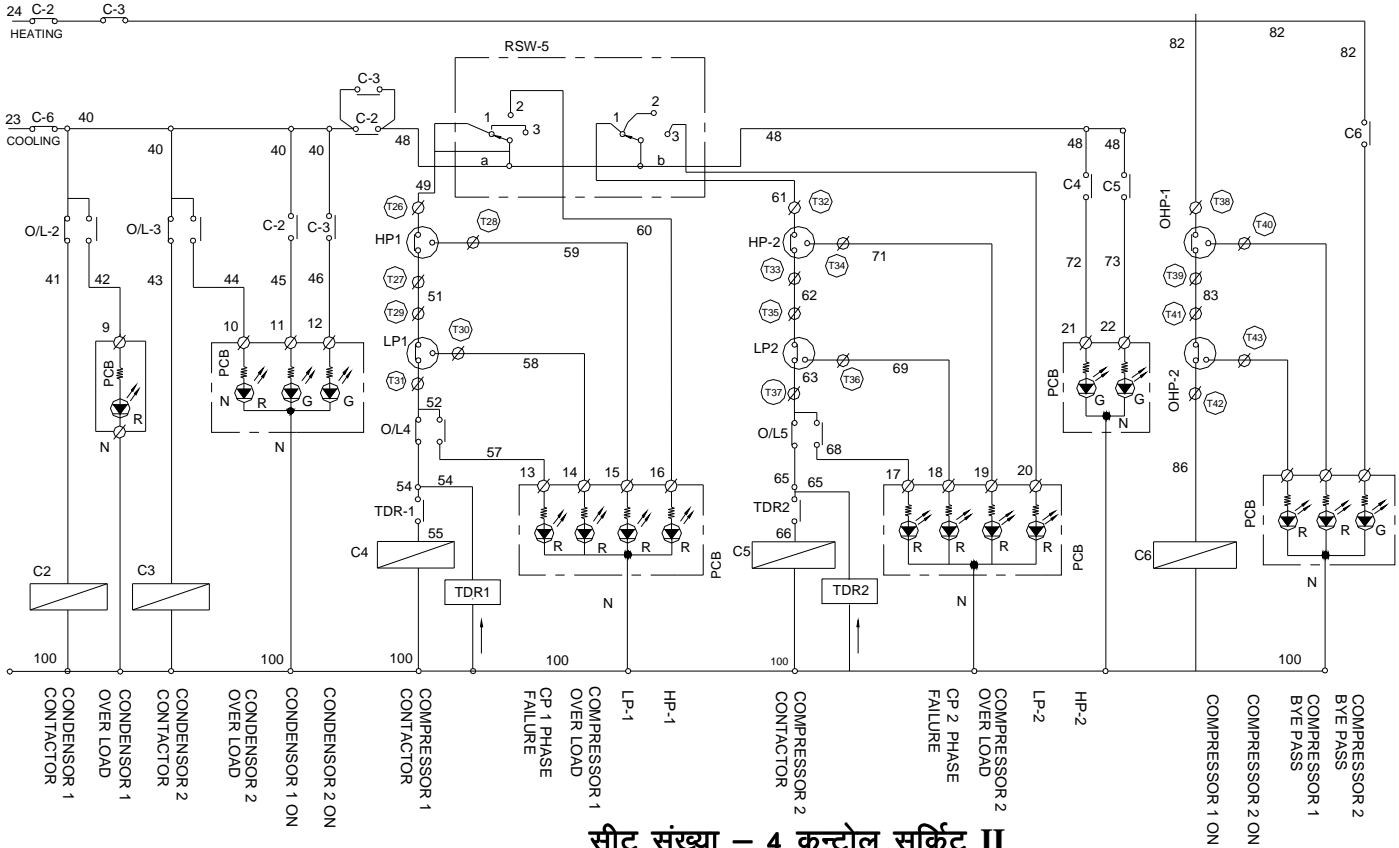 24 C-2 C-3
HEATING
82 82 82
RSW-5
C-3
1 2 3
1 2 3
23 C-6 40
COOLING
C-2
48
a b
48
40 40 40 40
48 48
C6
49
C4 C5
T26
61 T32
OHP-1
T38
O/L-2
O/L-3
C-2
C-3
HP1
T28
59
60
HP-2
T34
71
T40
41 42 43 44 45 46
T27
51
T33
62
72 73
T39
83
T29
T35
T41
9
10 11 12
LP1
T30
58
LP2
T36
69
21 22
T43
PCB
PCB
T31
63
T37
PCB
OHP-2
T42
R
N R G G
G G
N
N
N
52
O/L4
57
O/L5
68
N
86
13 14 15 16
17 18 19 20
54 54
65 65
TDR-1
TDR2
55
66
R R R R
R R R R
PCB
R R G
C4
PCB
C5
PCB
C6
C2
C3
TDR1
N
TDR2
N
N
100 100 100 100 100 100
CONDENSOR 1
CONTACTOR
CONDENSOR 1
OVER LOAD
CONDENSOR 2
CONTACTOR
CONDENSOR 2
OVER LOAD
CONDENSOR 1 ON
CONDENSOR 2 ON
COMPRESSOR 1
CONTACTOR
CP 1 PHASE
FAILURE
COMPRESSOR 1
OVER LOAD
LP-1
HP-1
COMPRESSOR 2
CONTACTOR
CP 2 PHASE
FAILURE
COMPRESSOR 2
OVER LOAD
LP-2
HP-2
COMPRESSOR 1 ON
COMPRESSOR 2 ON
COMPRESSOR 1
BYE PASS
COMPRESSOR 2
BYE PASS
सीट संख्या – 4 कन्टोल सर्किट II